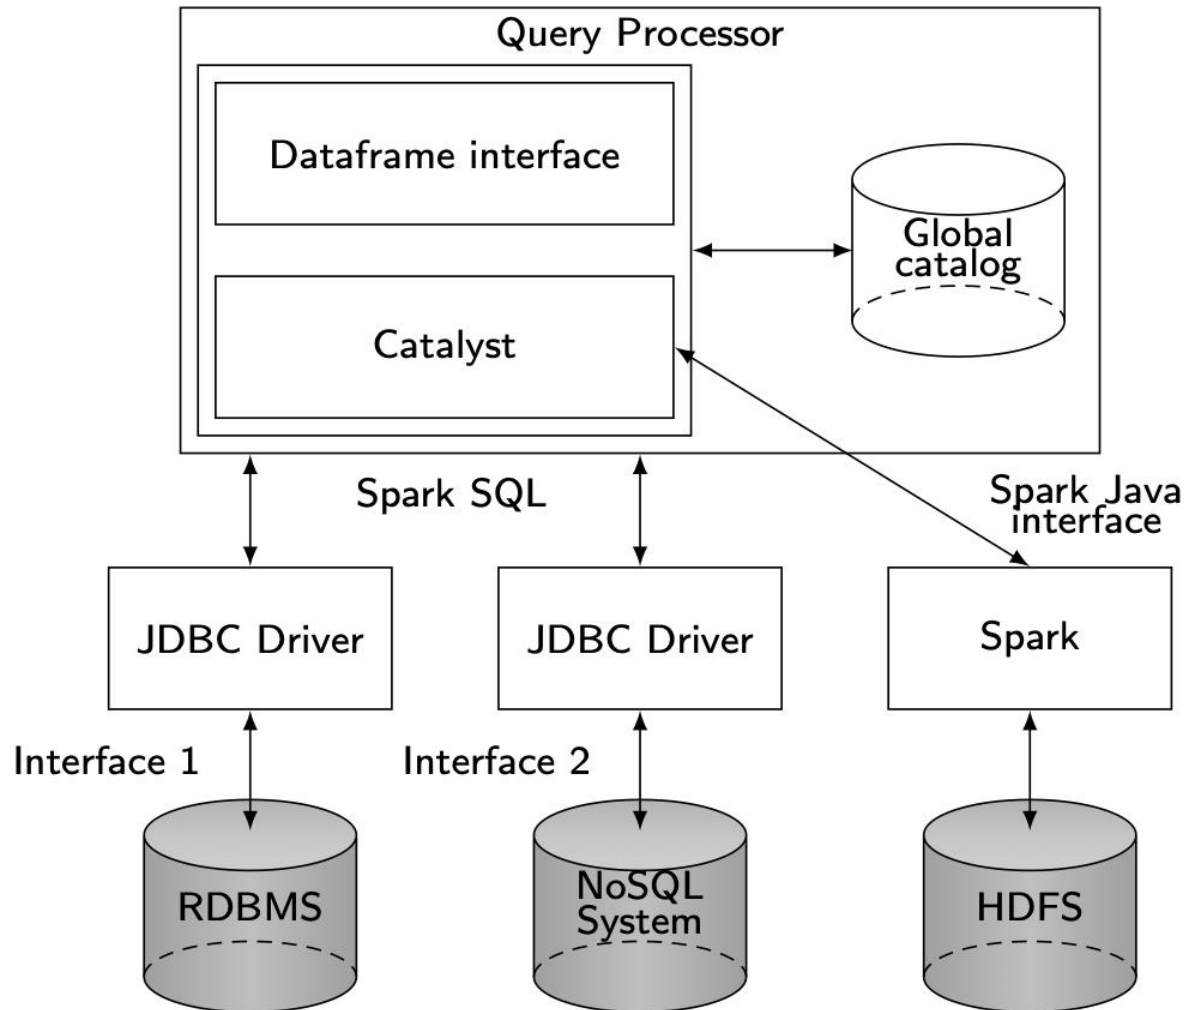 Query Processor
Dataframe interface
Global
catalog
Catalyst
Spark SQL
Spark Java
interface
JDBC Driver
JDBC Driver
Spark
Interface 1
Interface 2
RDBMS
NoSQL
System
HDFS